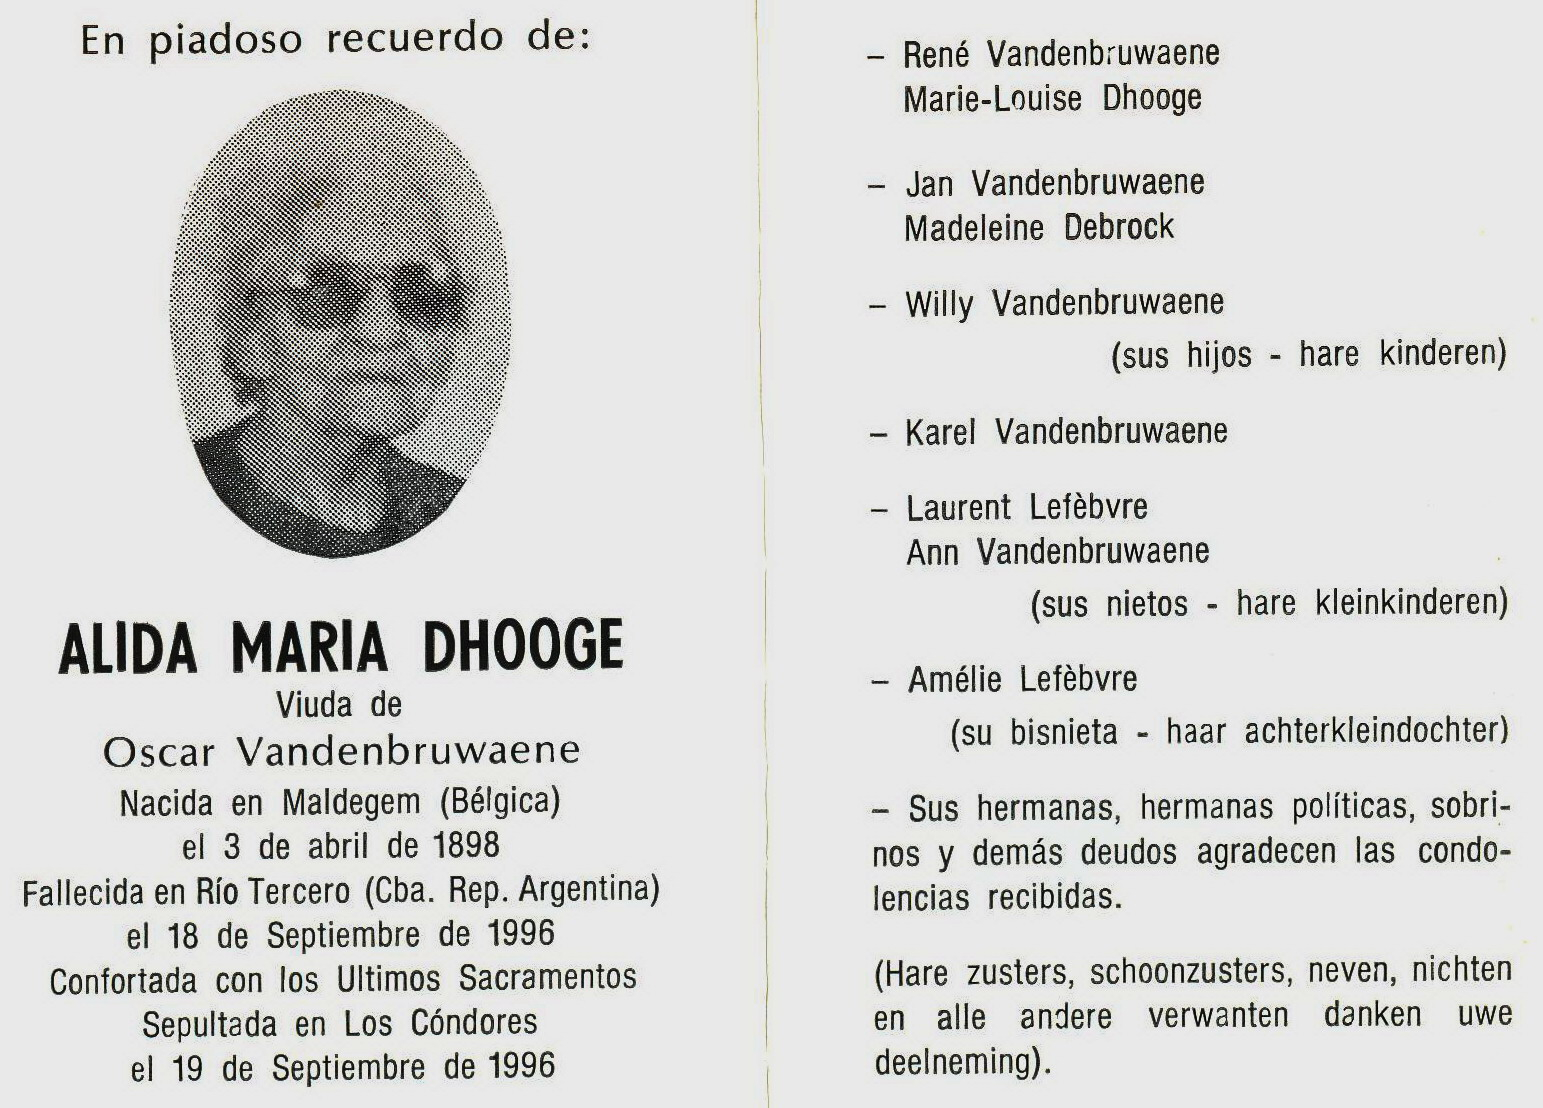 En piadoso recuerdo de:
ALIDA MARIA DHOOGE
Viuda de
Oscar Vandenbruwaene
Nacida en Maldegem (Bélgica)
el 3 de abril de 1898
Fallecida en Río Tercero (Cba. Rep. Argentina)
el 18 de Septiembre de 1996
Confortada con los Ultimos Sacramentos
Sepultada en Los Cóndores
el 19 de Septiembre de 1996
– René Vandenbruwaene
Marie-Louise Dhooge
– Jan Vandenbruwaene
Madeleine Debrock
– Willy Vandenbruwaene
(sus hijos - hare kinderen)
– Karel Vandenbruwaene
– Laurent Lefèbvre
Ann Vandenbruwaene
(sus nietos - hare kleinkinderen)
– Amélie Lefèbvre
(su bisnieta - haar achterkleindochter)
– Sus hermanas, hermanas políticas, sobri-
nos y demás deudos agradecen las condo-
lencias recibidas.
(Hare zusters, schoonzusters, neven, nichten
en alle andere verwanten danken uwe
deelneming).